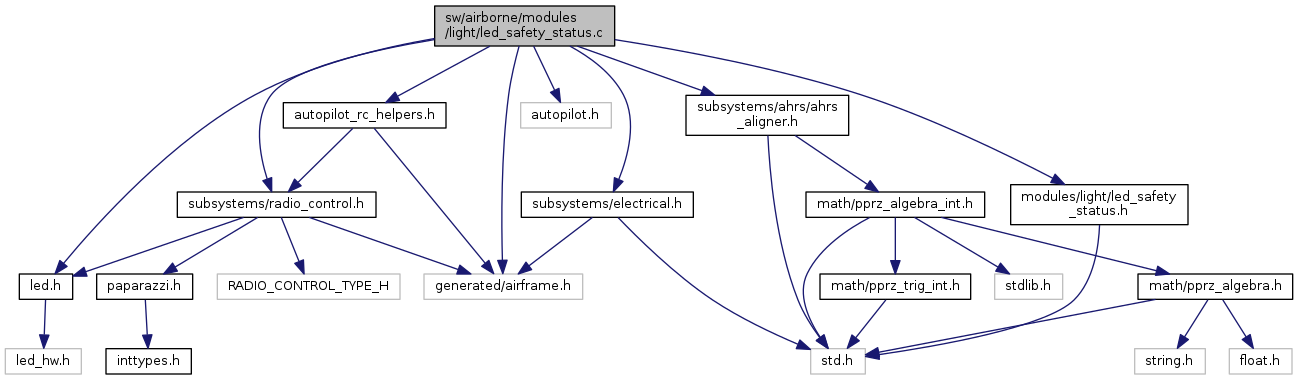 sw/airborne/modules
/light/led_safety_status.c
autopilot_rc_helpers.h
autopilot.h
subsystems/ahrs/ahrs
_aligner.h
subsystems/radio_control.h
subsystems/electrical.h
math/pprz_algebra_int.h
modules/light/led_safety
_status.h
led.h
paparazzi.h
RADIO_CONTROL_TYPE_H
generated/airframe.h
math/pprz_trig_int.h
stdlib.h
math/pprz_algebra.h
led_hw.h
inttypes.h
std.h
string.h
float.h